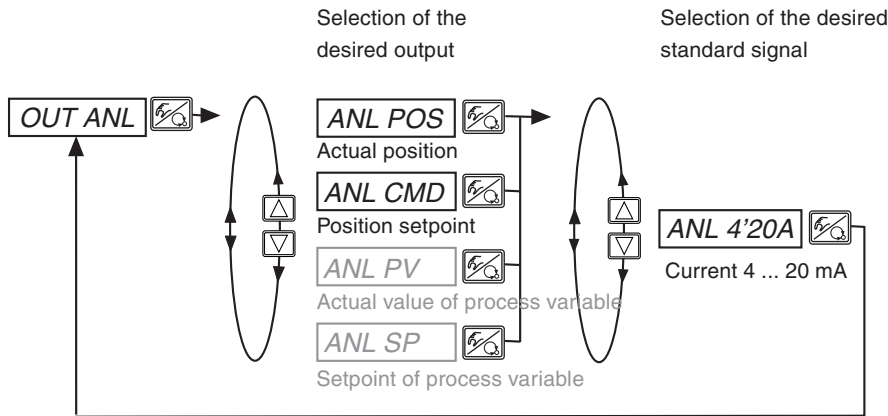 Selection of the
desired output
Selection of the desired
standard signal
OUT ANL
ANL POS
Actual position
ANL CMD
Position setpoint
ANL PV
Actual value of process variable
ANL SP
Setpoint of process variable
ANL 4'20A
Current 4 ... 20 mA